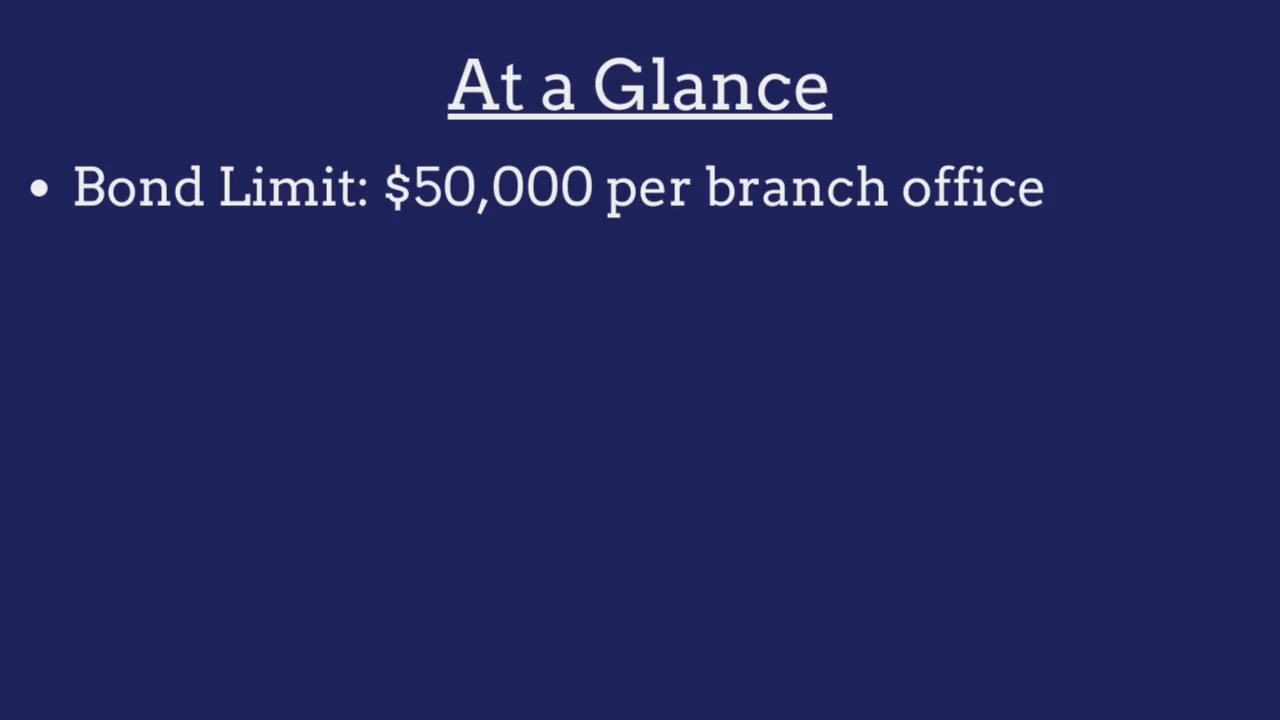 At a Glance
• Bond Limit: $50,000 per branch office